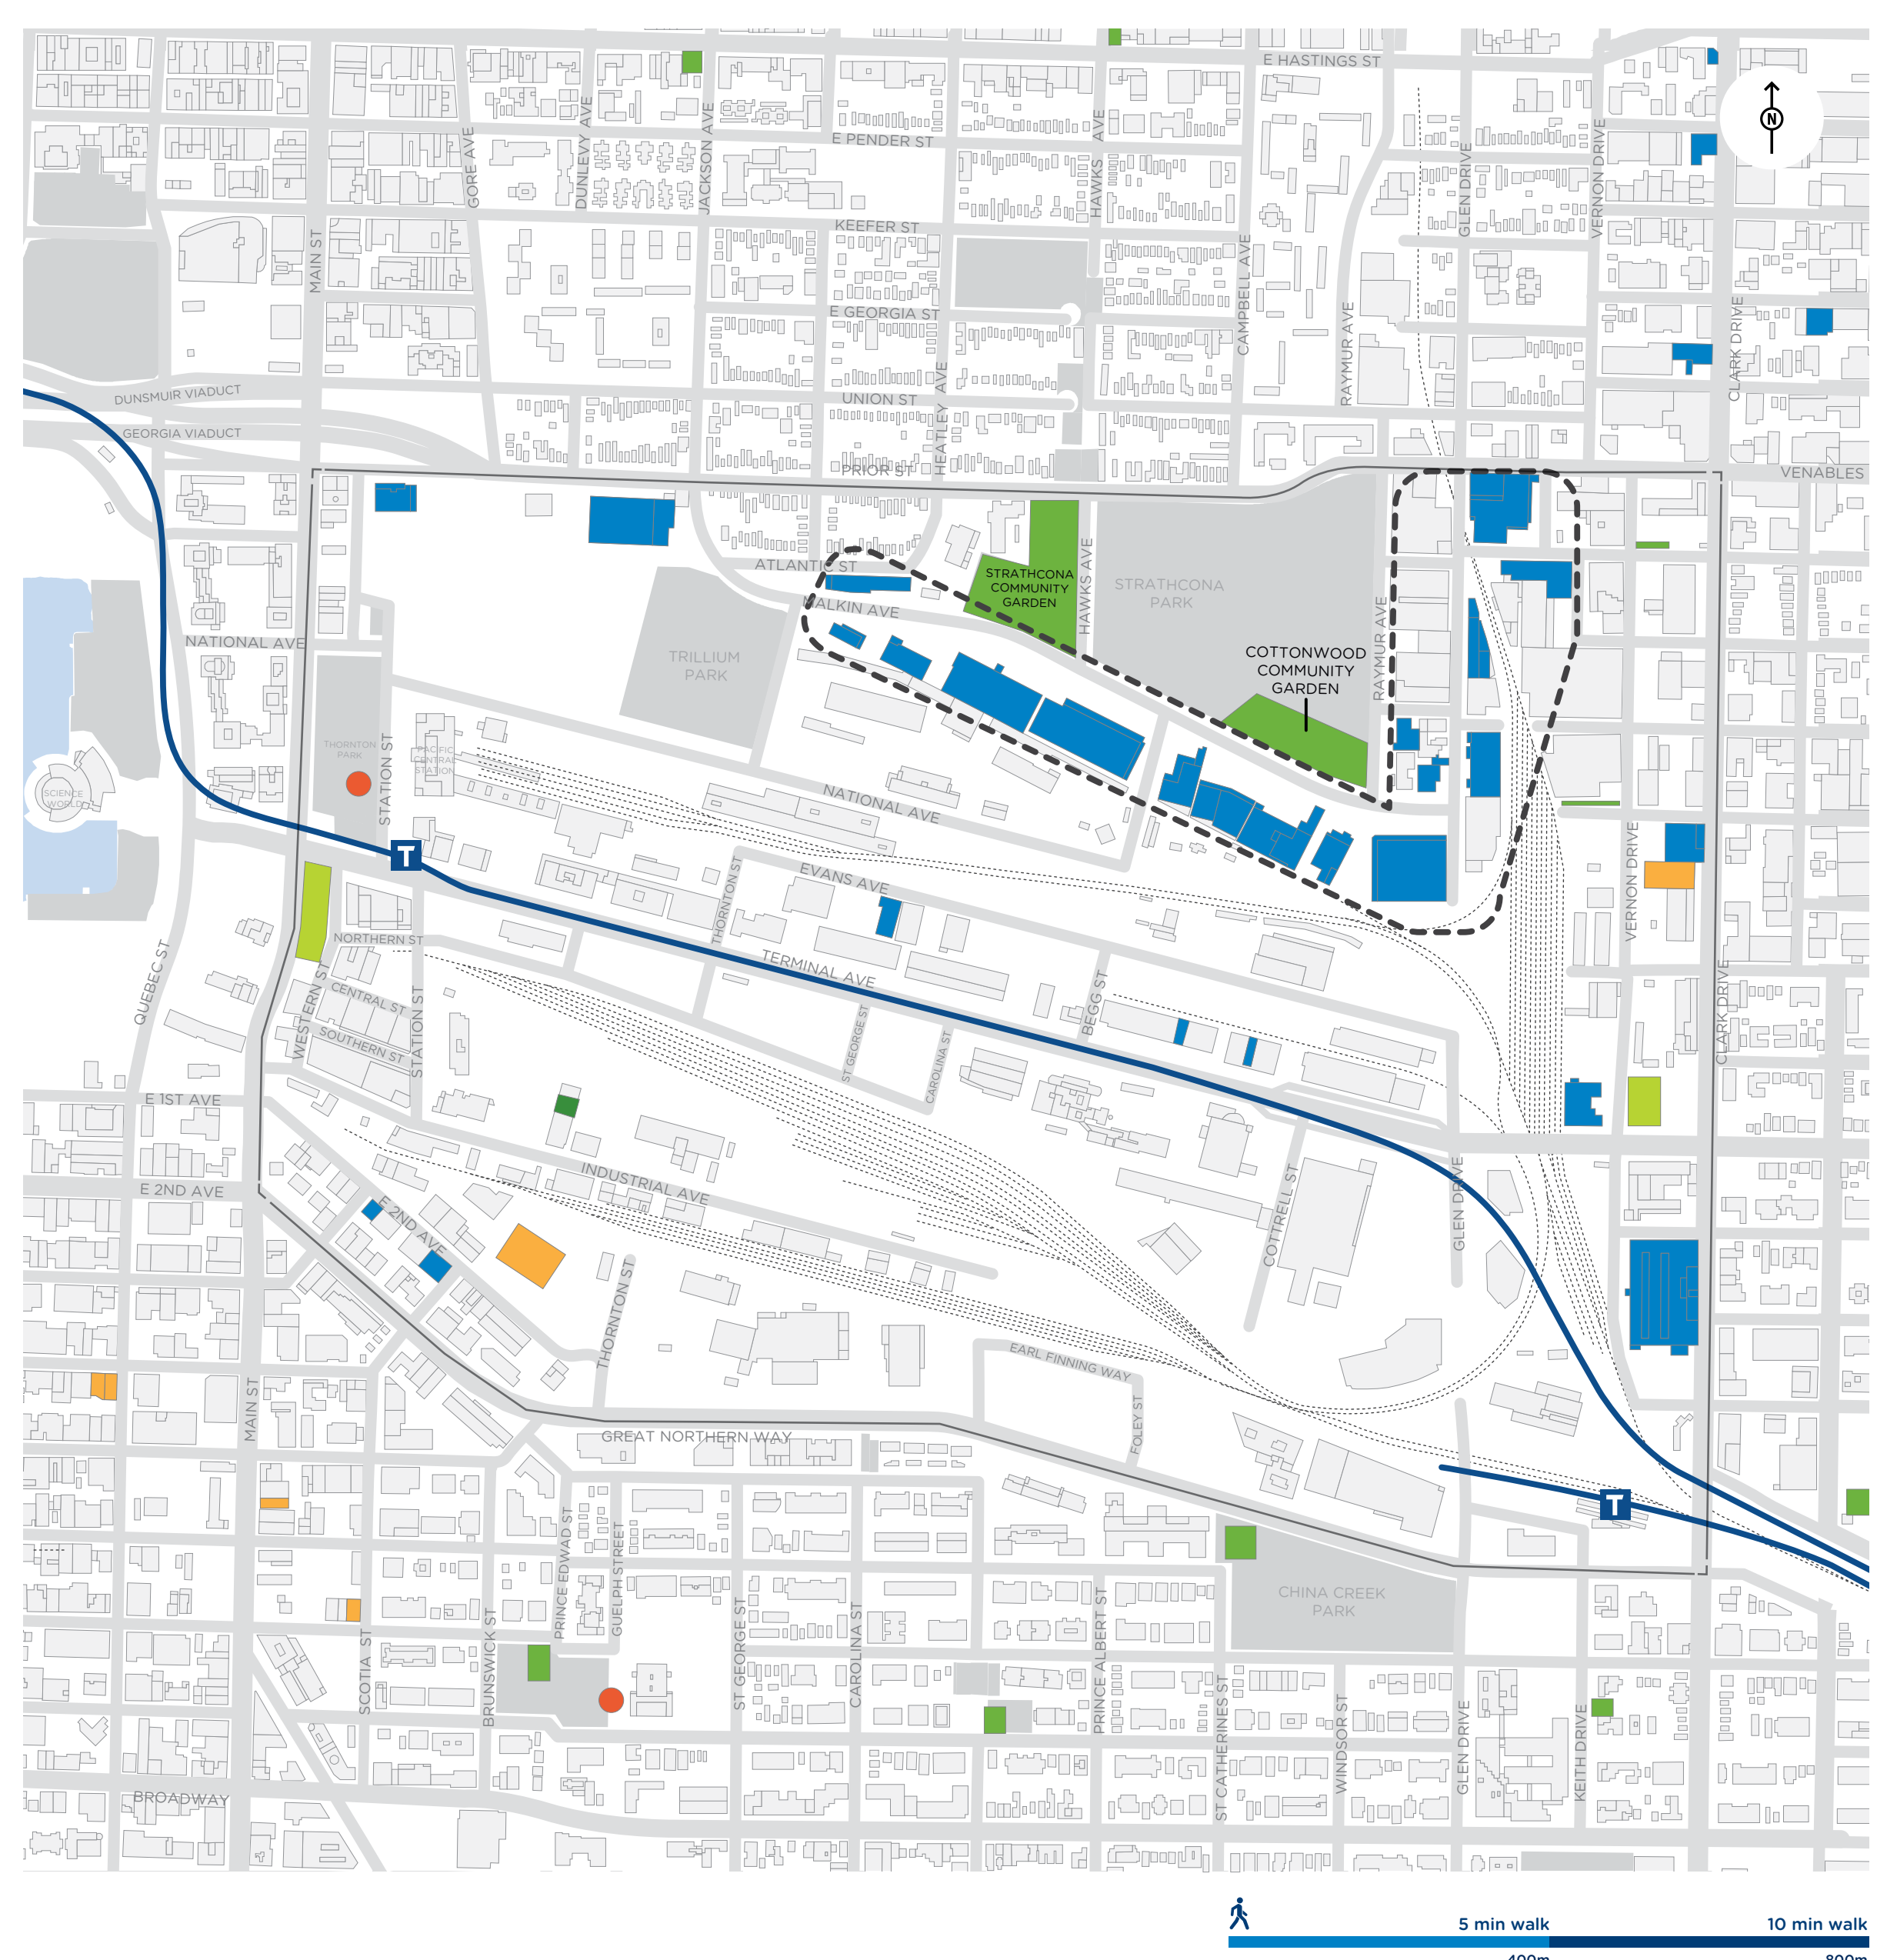 E HASTINGS ST
N
GORE AVE
DUNLEVY AVE
JACKSON AVE
E PENDER ST
HAWKS AVE
GLEN DRIVE
VERNON DRIVE
MAIN ST
KEEFER ST
CAMPBELL AVE
E GEORGIA ST
RAYMUR AVE
CLARK DRIVE
DUNSMUIR VIADUCT
UNION ST
HEATLEY AVE
GEORGIA VIADUCT
PRIOR ST
VENABLES
ATLANTIC ST
STRATHCONA
COMMUNITY
GARDEN
HAWKS AVE
STRATHCONA
PARK
MALKIN AVE
RAYMUR AVE
NATIONAL AVE
TRILLIUM
PARK
COTTONWOOD
COMMUNITY
GARDEN
THORNTON
PARK
STATION ST
PACIFIC
CENTRAL
STATION
SCIENCE
WORLD
NATIONAL AVE
T
THORNTON ST
EVANS AVE
VERNON DRIVE
NORTHERN ST
TERMINAL AVE
QUEBEC ST
WESTERN ST
CENTRAL ST
STATION ST
BEGG ST
CLARK DRIVE
SOUTHERN ST
ST GEORGE ST
CAROLINA ST
E 1ST AVE
INDUSTRIAL AVE
E 2ND AVE
E 2ND AVE
COTTRELL ST
GLEN DRIVE
THORNTON ST
EARL FINNING WAY
MAIN ST
FOLEY ST
GREAT NORTHERN WAY
T
PRINCE EDWAD ST
GUELPH STREET
CHINA CREEK
PARK
SCOTIA ST
BRUNSWICK ST
ST GEORGE ST
CAROLINA ST
PRINCE ALBERT ST
ST CATHERINES ST
WINDSOR ST
GLEN DRIVE
KEITH DRIVE
BROADWAY
5 min walk
10 min walk
400m
800m